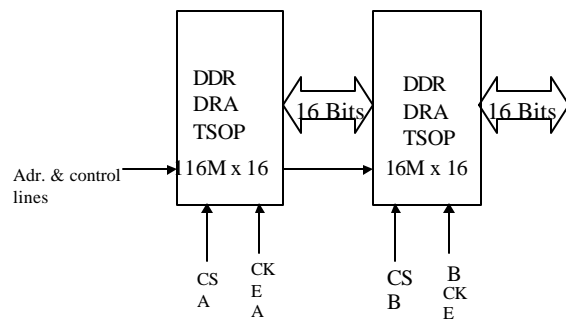 DDR
DRA
TSOP
116M x 16
16 Bits
DDR
DRA
TSOP
16M x 16
16 Bits
Adr. & control
lines
CS
A
CK
E
A
CS
B
B
CK
E